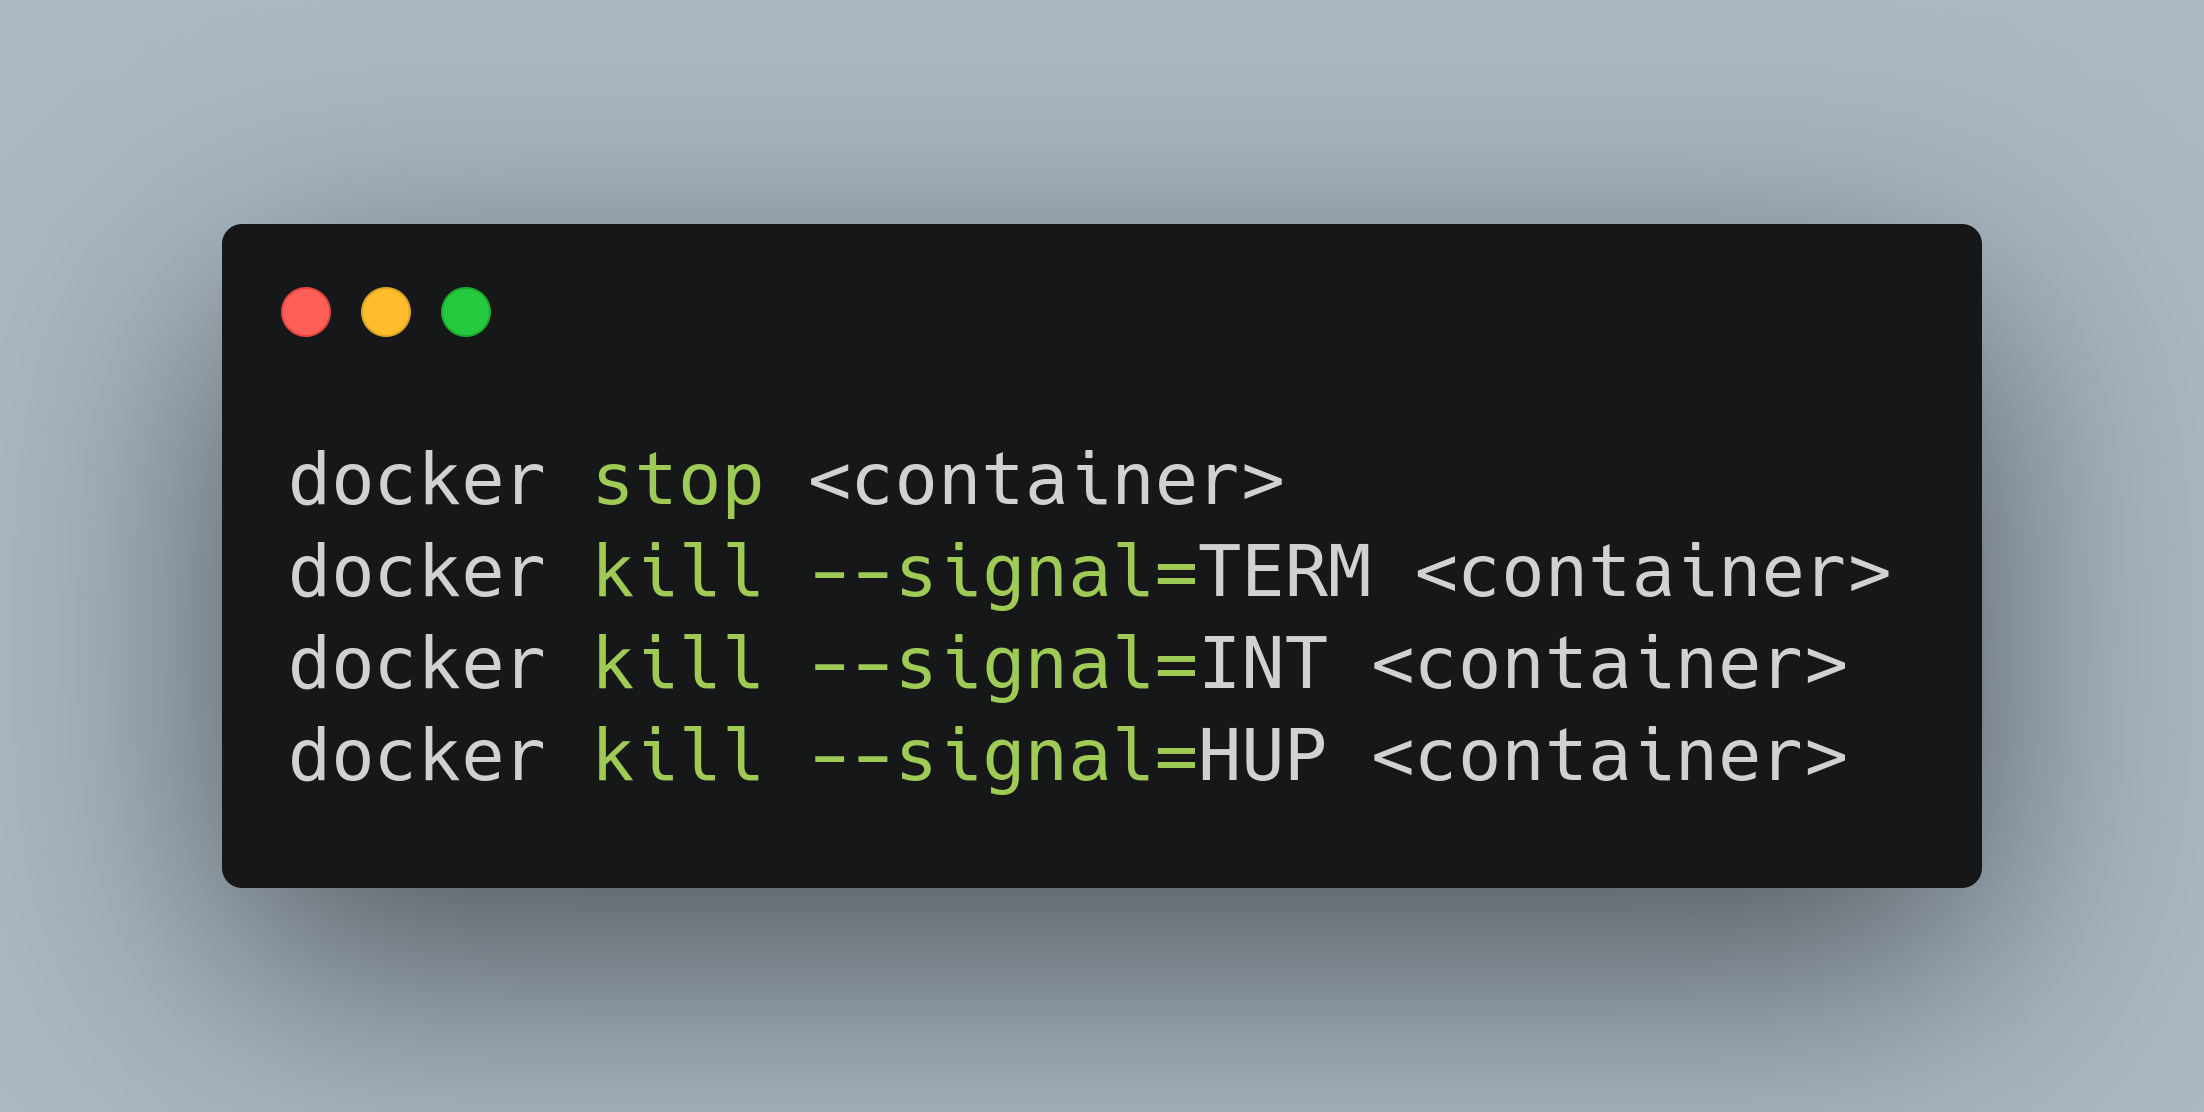 docker stop <container>
docker kill --signal=TERM <container>
docker kill --signal=INT <container>
docker kill --signal=HUP <container>